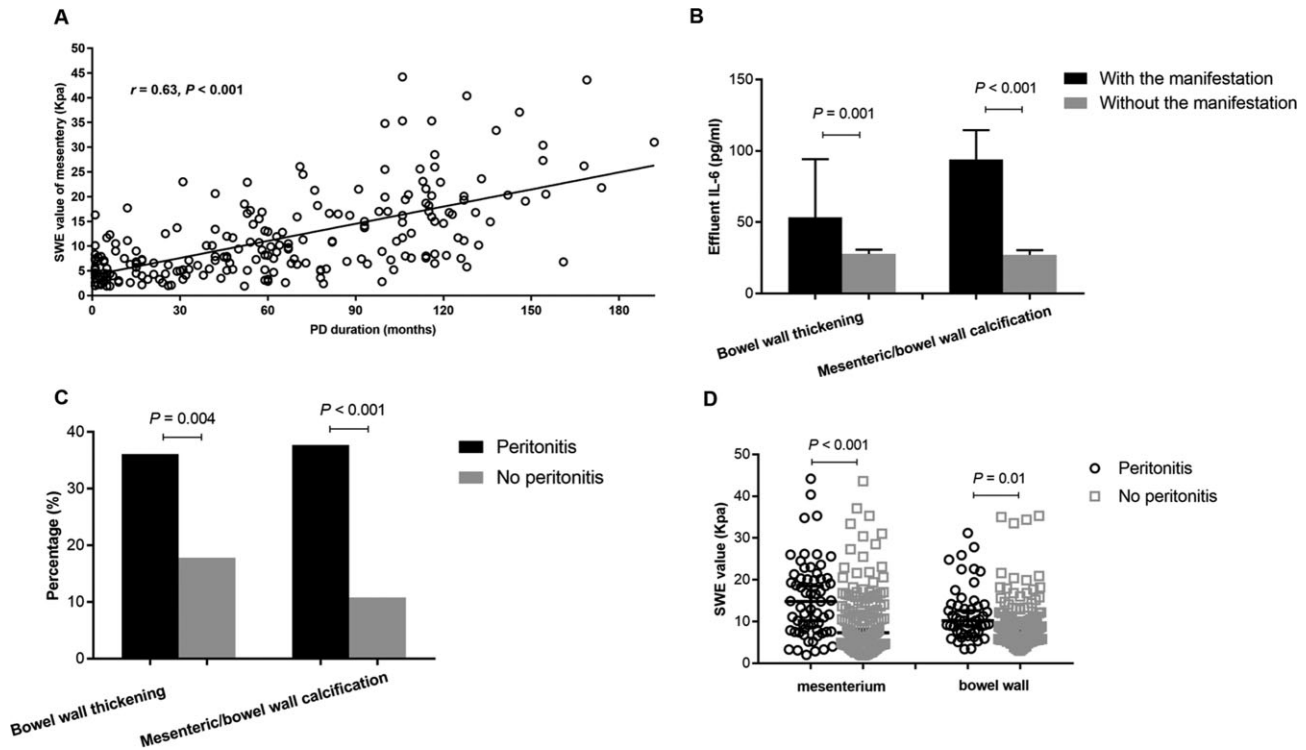 A
SWE value of mesentery (Kpa)
50
45
40
35
30
25
20
15
10
5
0
r = 0.63, P < 0.001
0 30 60 90 120 150 180
PD duration (months)
B
Effluent IL-6 (pg/ml)
150
100
50
0
P = 0.001
P < 0.001
With the manifestation
Without the manifestation
Bowel wall thickening
Mesenteric/bowel wall calcification
C
Percentage (%)
40
30
20
10
0
P = 0.004
P < 0.001
Peritonitis
No peritonitis
Bowel wall thickening
Mesenteric/bowel wall calcification
D
SWE value (Kpa)
50
40
30
20
10
0
P < 0.001
P = 0.01
Peritonitis
No peritonitis
mesenterium
bowel wall